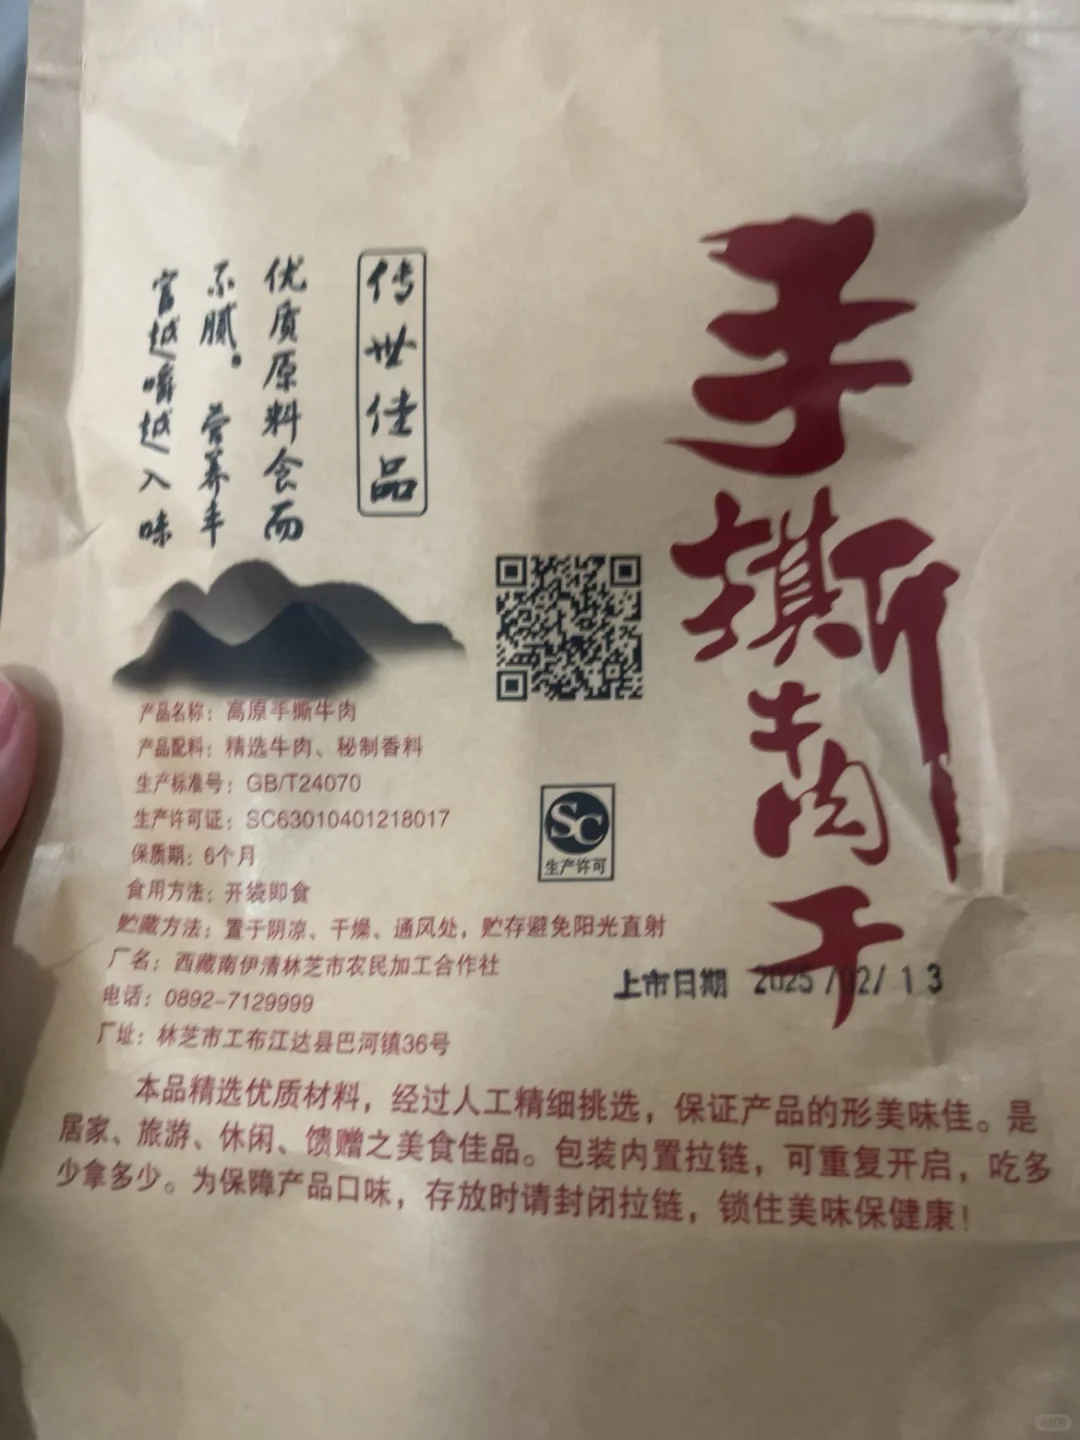 手撕牛肉干
传世佳品
优质原料食而
不腻。营养丰
富越嚼越入味
产品名称：高原手撕牛肉
产品配料：精选牛肉、秘制香料
生产标准号：GB/T24070
生产许可证：SC63010401218017
保质期：6个月
食用方法：开袋即食
贮藏方法：置于阴凉、干燥、通风处，贮存避免阳光直射
厂名：西藏南伊清林芝市农民加工合作社
电话：0892-7129999
厂址：林芝市工布江达县巴河镇36号
SC
生产许可
上市日期 2025/12/13
本品精选优质材料，经过人工精细挑选，保证产品的形美味佳。是
居家、旅游、休闲、馈赠之美食佳品。包装内置拉链，可重复开启，吃多
少拿多少。为保障产品口味，存放时请封闭拉链，锁住美味保健康！
小红书